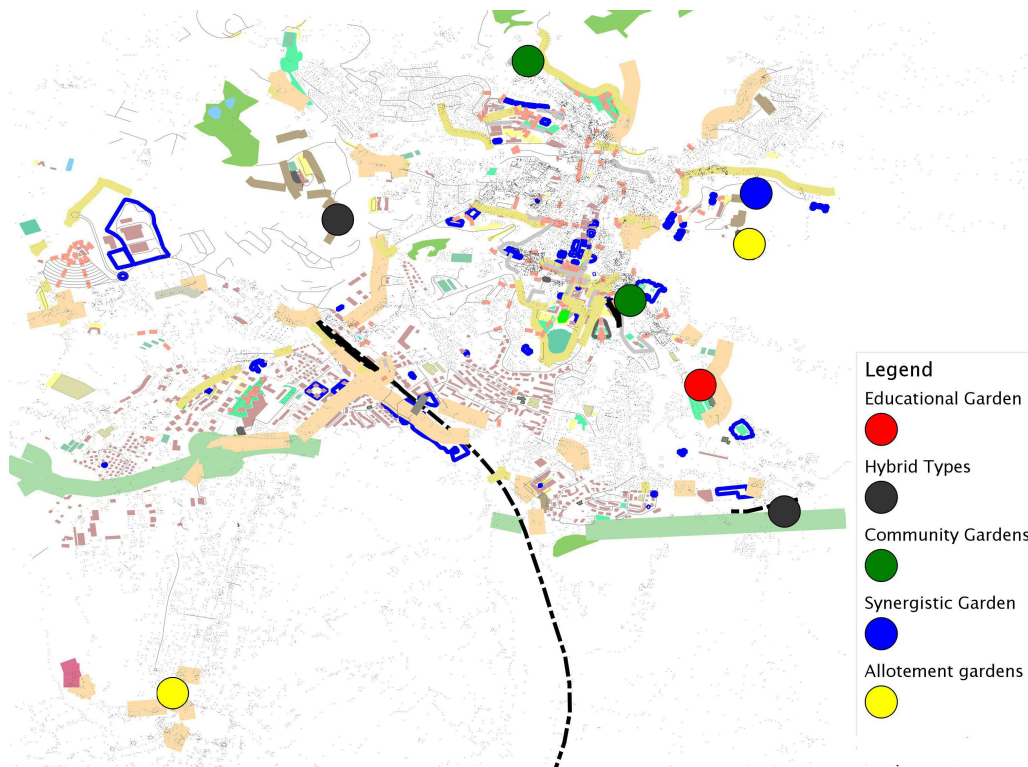 Legend
Educational Garden
Hybrid Types
Community Gardens
Synergistic Garden
Allotement gardens